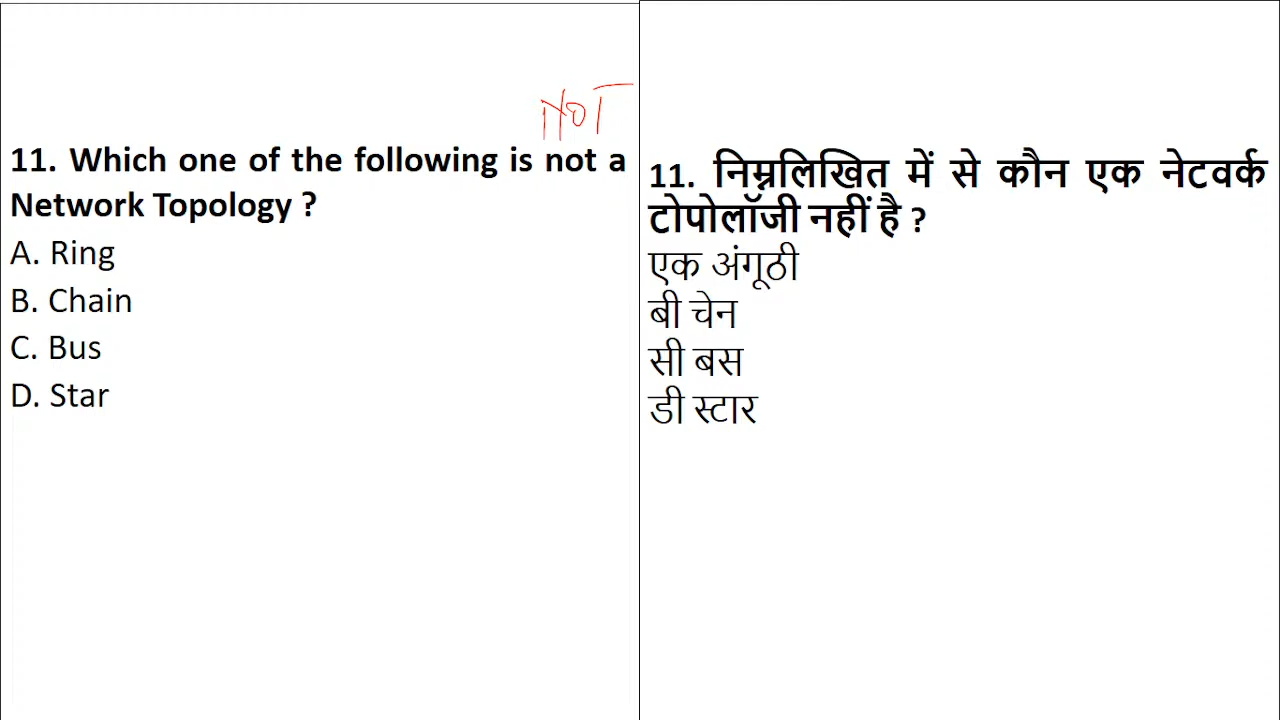 NOT
11. Which one of the following is not a
Network Topology ?
A. Ring
B. Chain
C. Bus
D. Star
11. निम्नलिखित में से कौन एक नेटवर्क
टोपोलॉजी नहीं है ?
एक अंगूठी
बी चेन
सी बस
डी स्टार